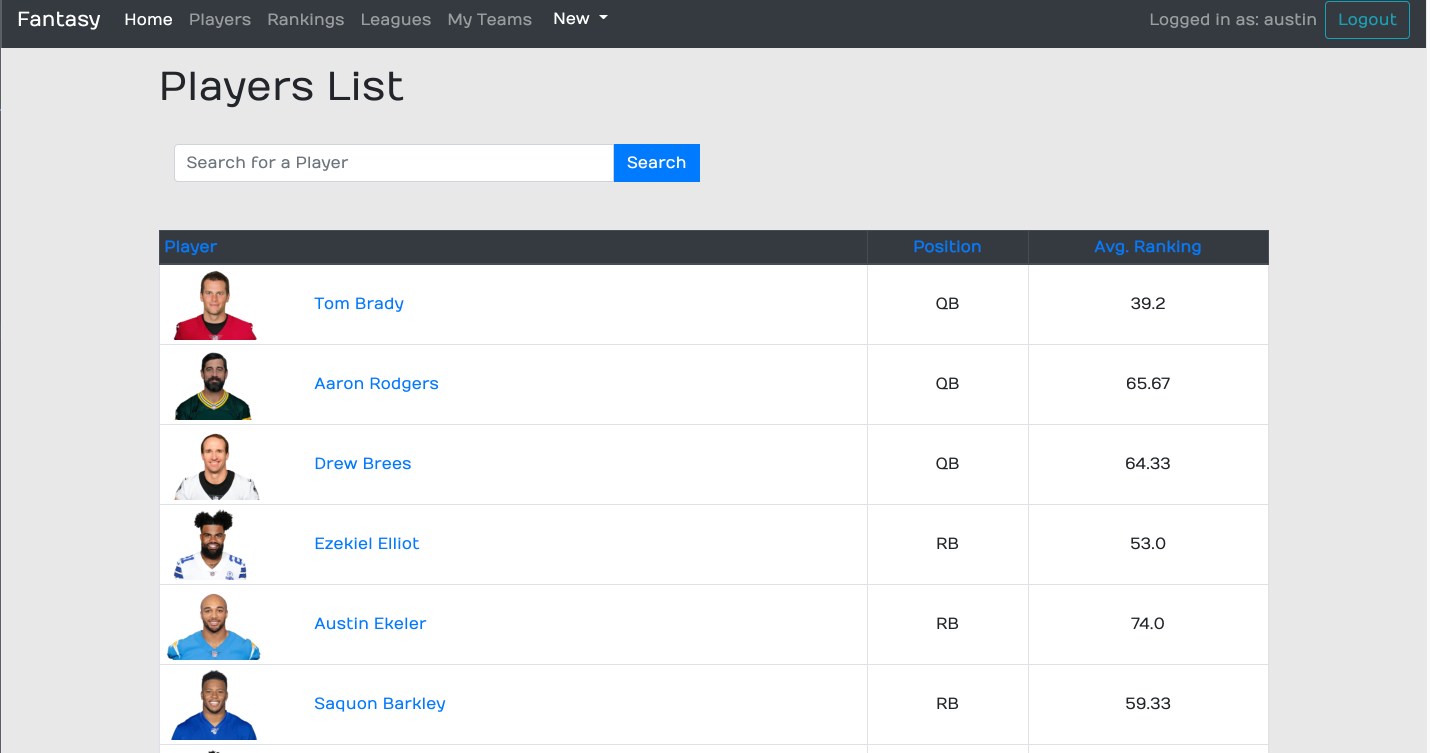 Fantasy Home Players Rankings Leagues My Teams New Logged in as: austin Logout
Players List
Search for a Player Search
Player Position Avg. Ranking
Tom Brady QB 39.2
Aaron Rodgers QB 65.67
Drew Brees QB 64.33
Ezekiel Elliot RB 53.0
Austin Ekeler RB 74.0
Saquon Barkley RB 59.33